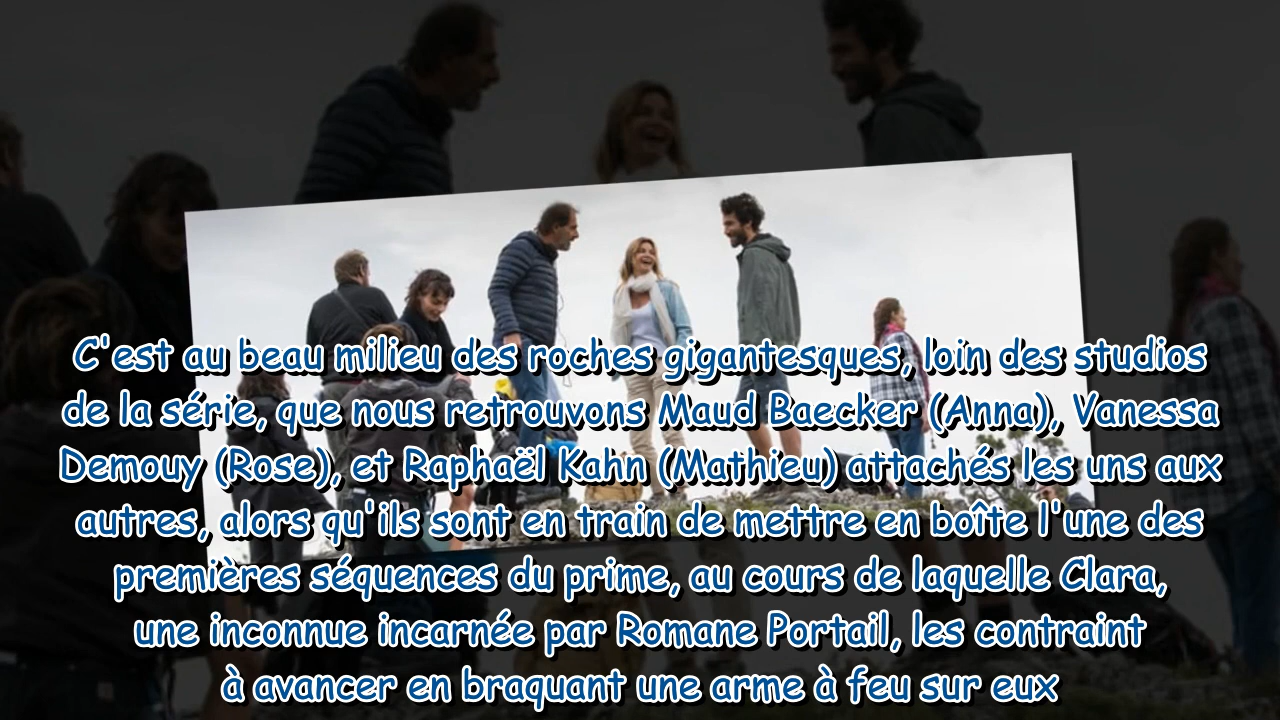 C'est au beau milieu des roches gigantesques, loin des studios
de la série, que nous retrouvons Maud Baecker (Anna), Vanessa
Demouy (Rose), et Raphaël Kahn (Mathieu) attachés les uns aux
autres, alors qu'ils sont en train de mettre en boîte l'une des
premières séquences du prime, au cours de laquelle Clara,
une inconnue incarnée par Romane Portail, les contraint
à avancer en braquant une arme à feu sur eux